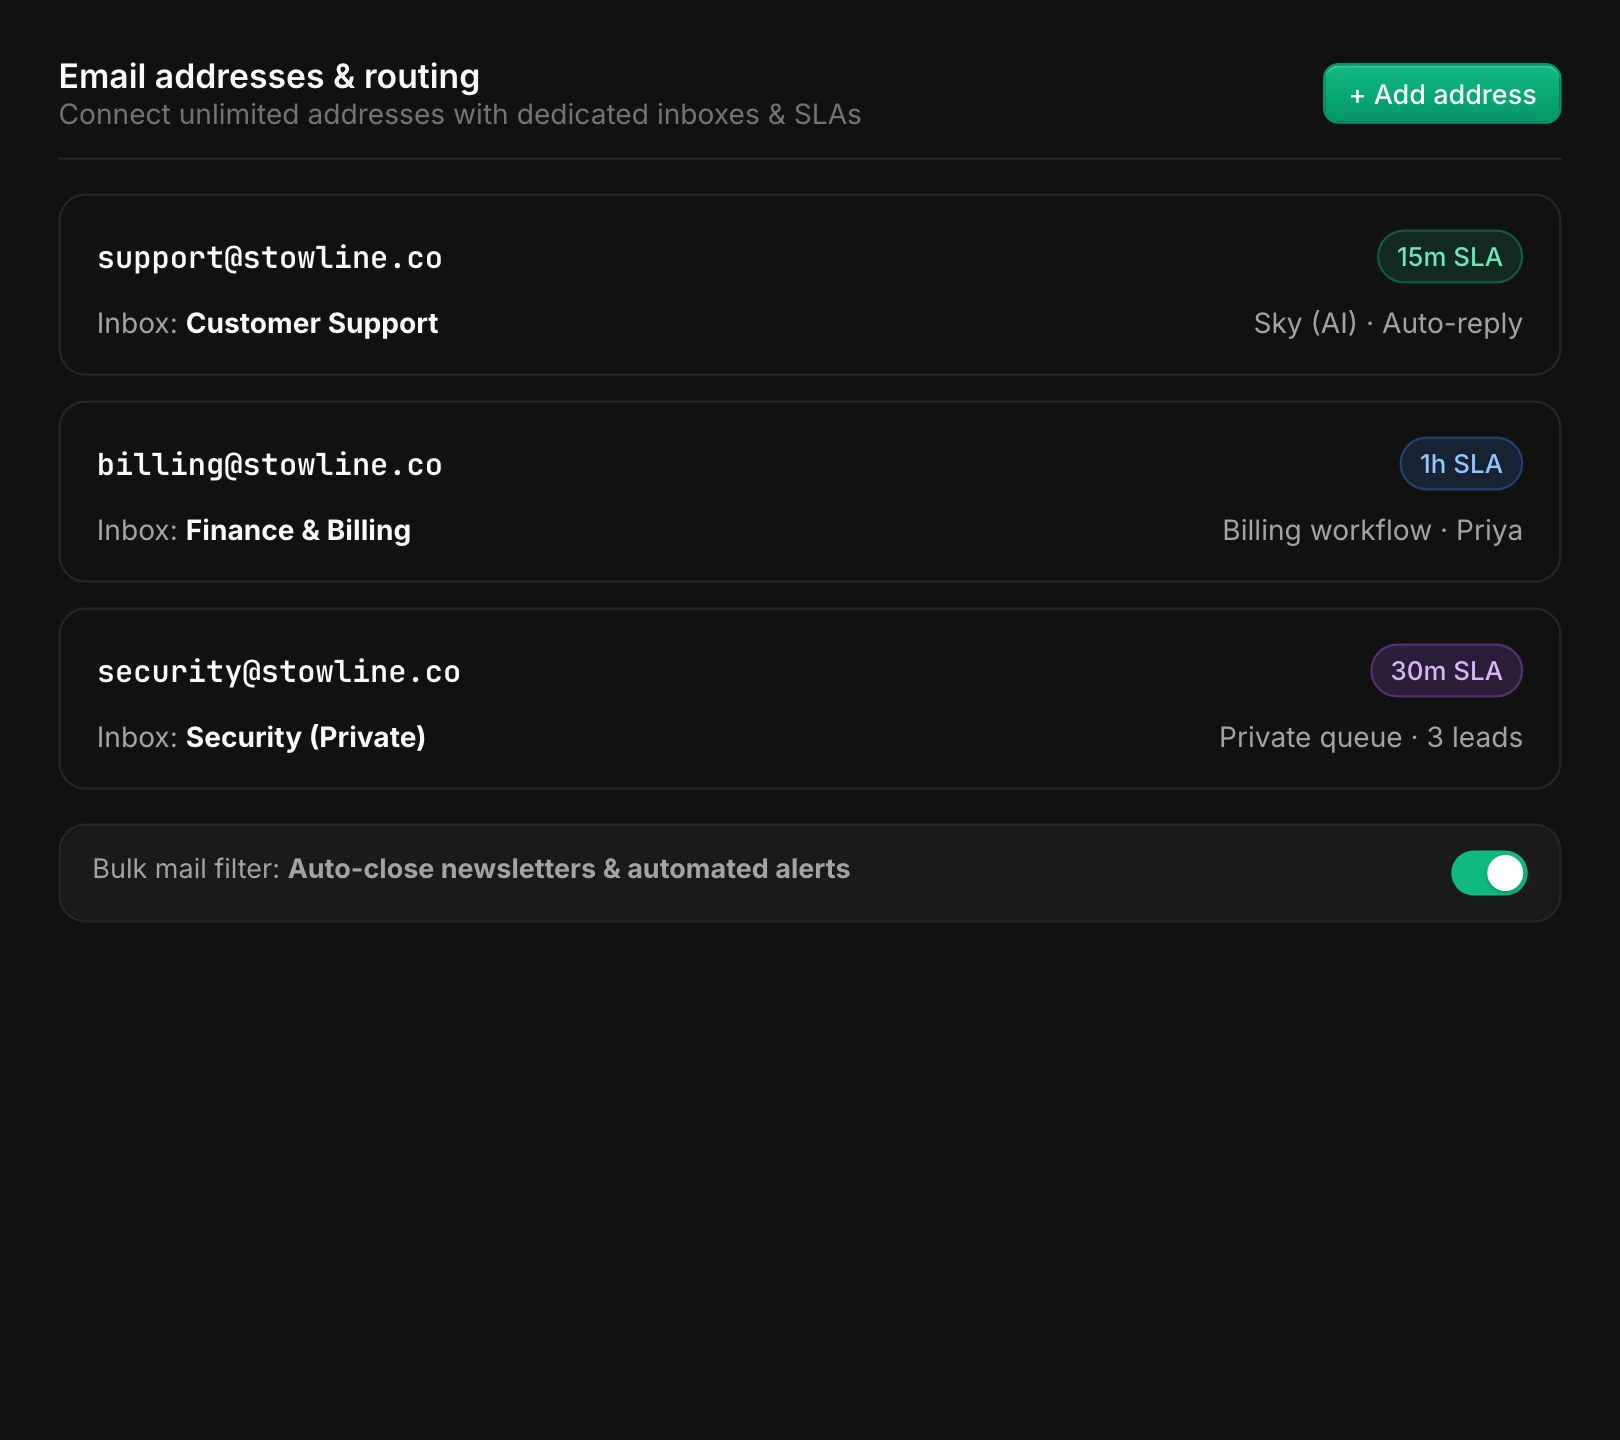 Email addresses & routing
Connect unlimited addresses with dedicated inboxes & SLAs
+ Add address
support@stowline.co
15m SLA
Inbox: Customer Support
Sky (AI) · Auto-reply
billing@stowline.co
1h SLA
Inbox: Finance & Billing
Billing workflow · Priya
security@stowline.co
30m SLA
Inbox: Security (Private)
Private queue · 3 leads
Bulk mail filter: Auto-close newsletters & automated alerts